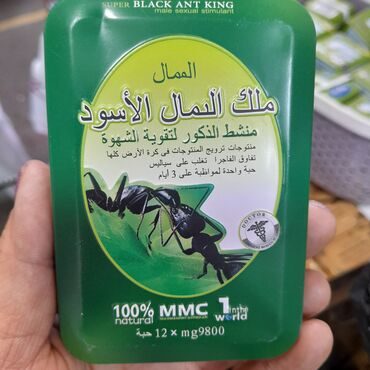 SUPER BLACK ANT KING
male sexual stimulant
النمال
ملك النمال الأسود
منشط الذكور لتقوية الشهوة
منتوجات ترويج المنتوجات في كرة الأرض كلها
تفاوق الفاجرا تغلب على سياليس
حبة واحدة لمواظبة على 3 أيام
DOCTOR
100% natural
MMC
1 in the world
12 × mg9800 حبة